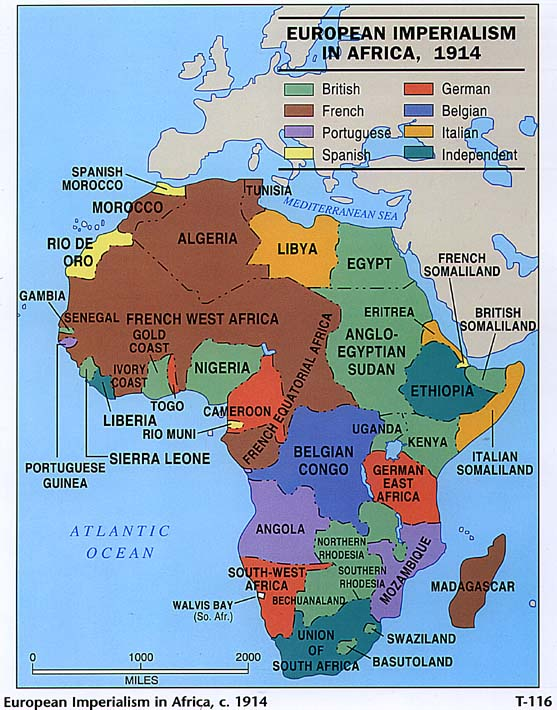 EUROPEAN IMPERIALISM
IN AFRICA, 1914
British
French
Portuguese
Spanish
German
Belgian
Italian
Independent
SPANISH
MOROCCO
MOROCCO
TUNISIA
MEDITERRANEAN SEA
RIO DE
ORO
ALGERIA
LIBYA
EGYPT
FRENCH
SOMALILAND
GAMBIA
SENEGAL
FRENCH WEST AFRICA
GOLD
COAST
IVORY
COAST
NIGERIA
FRENCH EQUATORIAL AFRICA
ANGLO-
EGYPTIAN
SUDAN
ERITREA
BRITISH
SOMALILAND
ETHIOPIA
TOGO
CAMEROON
LIBERIA
RIO MUNI
SIERRA LEONE
PORTUGUESE
GUINEA
UGANDA
KENYA
ITALIAN
SOMALILAND
BELGIAN
CONGO
GERMAN
EAST
AFRICA
ATLANTIC
OCEAN
ANGOLA
NORTHERN
RHODESIA
SOUTHERN
RHODESIA
MOZAMBIQUE
MADAGASCAR
SOUTH-WEST
AFRICA
WALVIS BAY
(So. Afr.)
BECHUANALAND
UNION
OF
SOUTH AFRICA
SWAZILAND
BASUTOLAND
0 1000 2000
MILES
European Imperialism in Africa, c. 1914
T-116